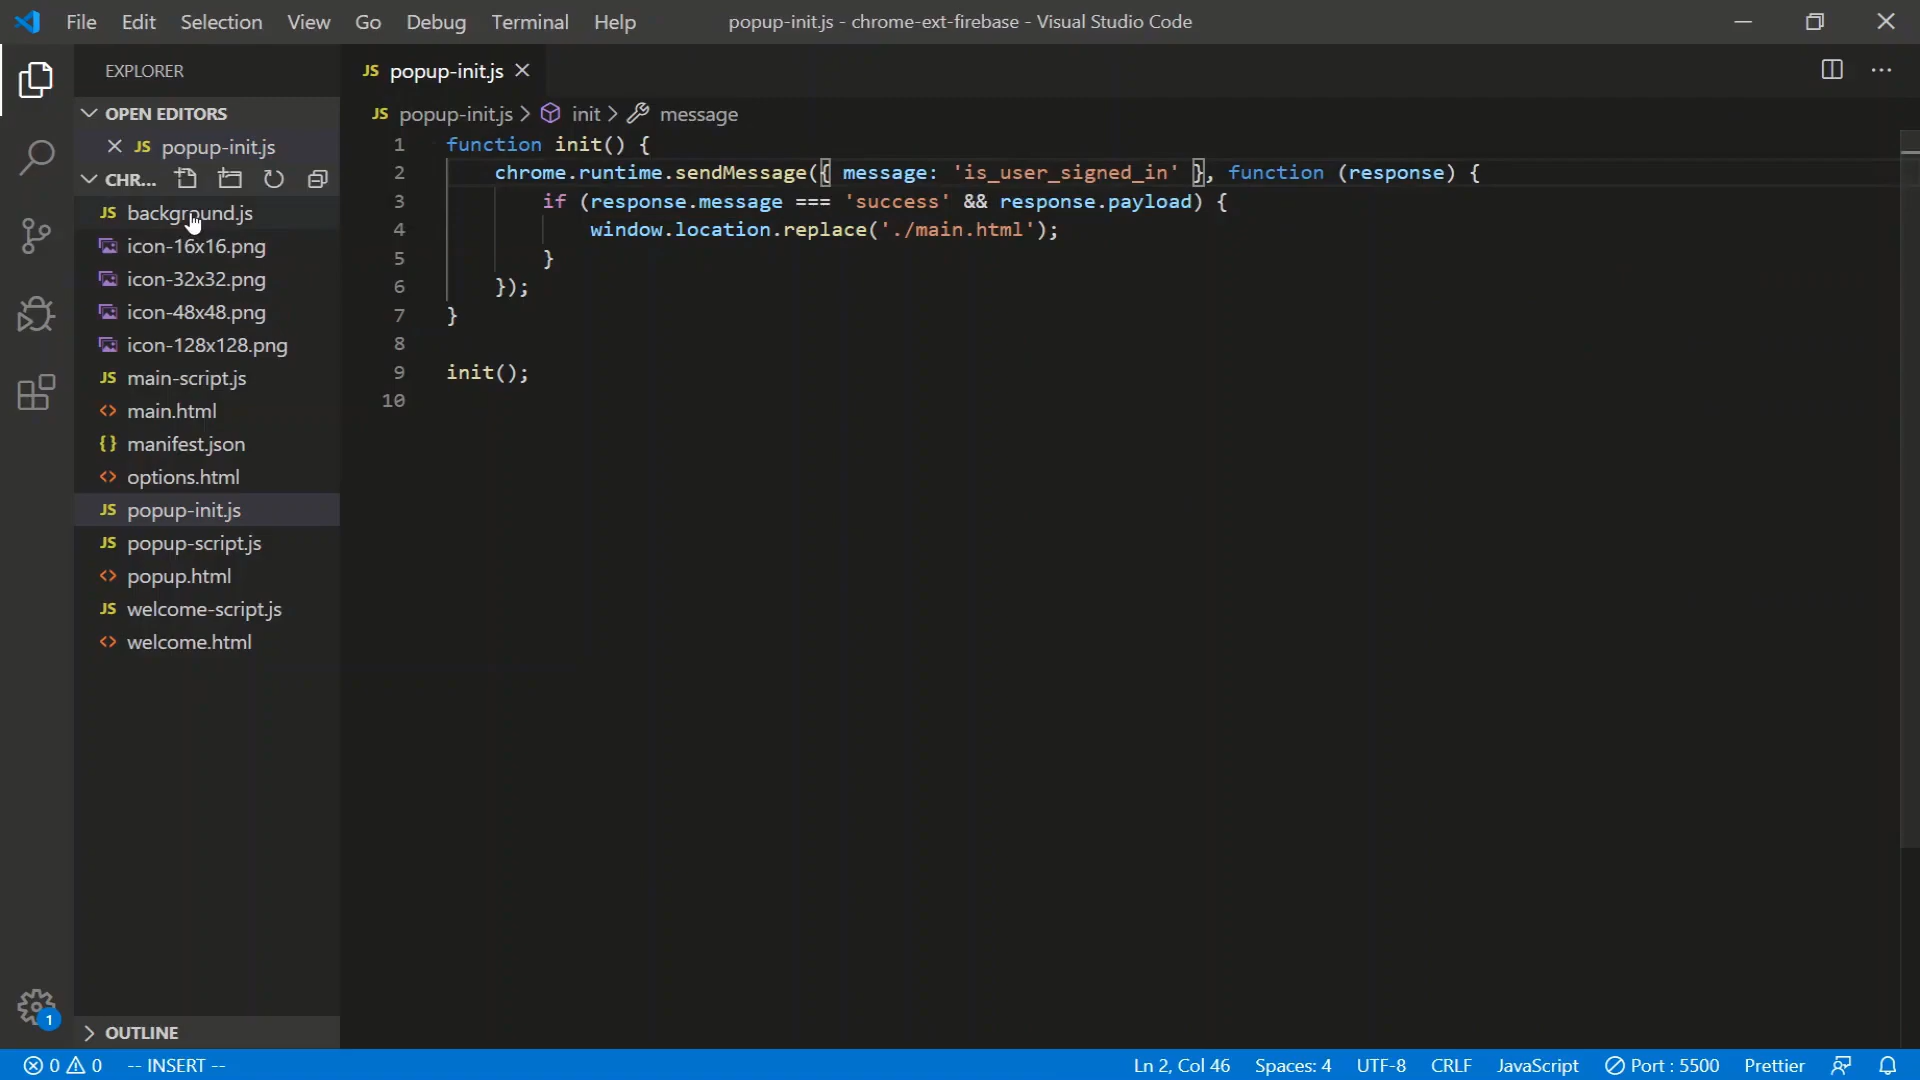 File Edit Selection View Go Debug Terminal Help popup-init.js - chrome-ext-firebase - Visual Studio Code
EXPLORER
OPEN EDITORS
JS popup-init.js
CHR...
JS background.js
icon-16x16.png
icon-32x32.png
icon-48x48.png
icon-128x128.png
JS main-script.js
<> main.html
{} manifest.json
<> options.html
JS popup-init.js
JS popup-script.js
<> popup.html
JS welcome-script.js
<> welcome.html
OUTLINE
JS popup-init.js
JS popup-init.js > init > message
1 function init() {
2 chrome.runtime.sendMessage({ message: 'is_user_signed_in' }, function (response) {
3 if (response.message === 'success' && response.payload) {
4 window.location.replace('./main.html');
5 }
6 });
7 }
8
9 init();
10
1
0 0 -- INSERT -- Ln 2, Col 46 Spaces: 4 UTF-8 CRLF JavaScript Port : 5500 Prettier